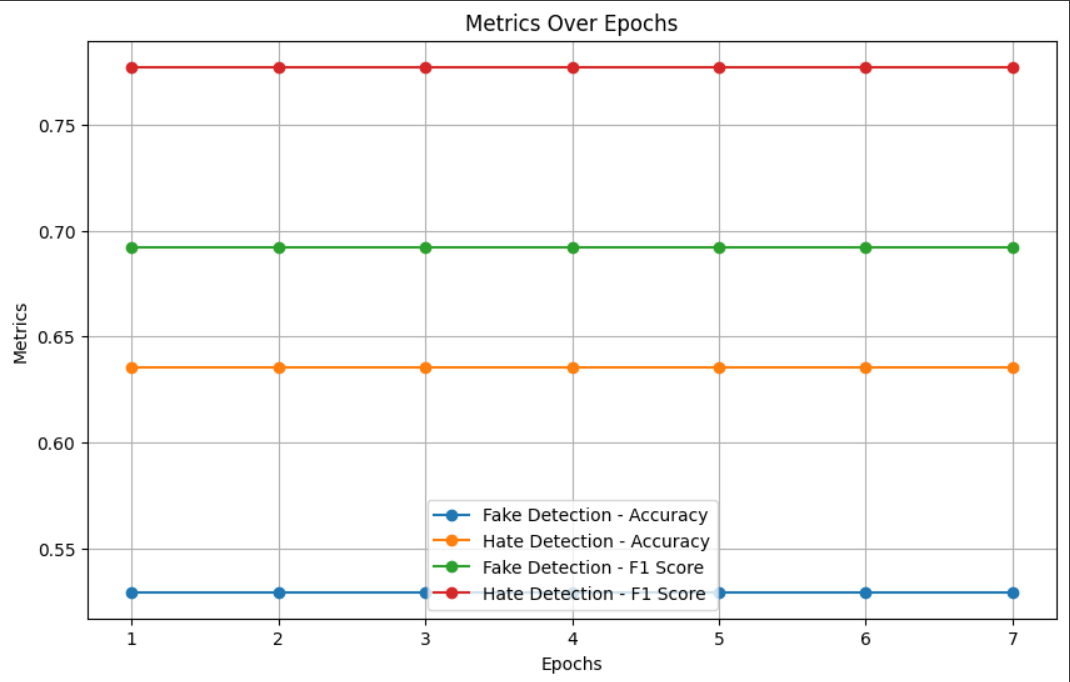 Metrics Over Epochs
Metrics
0.75
0.70
0.65
0.60
0.55
Fake Detection - Accuracy
Hate Detection - Accuracy
Fake Detection - F1 Score
Hate Detection - F1 Score
1 2 3 4 5 6 7
Epochs